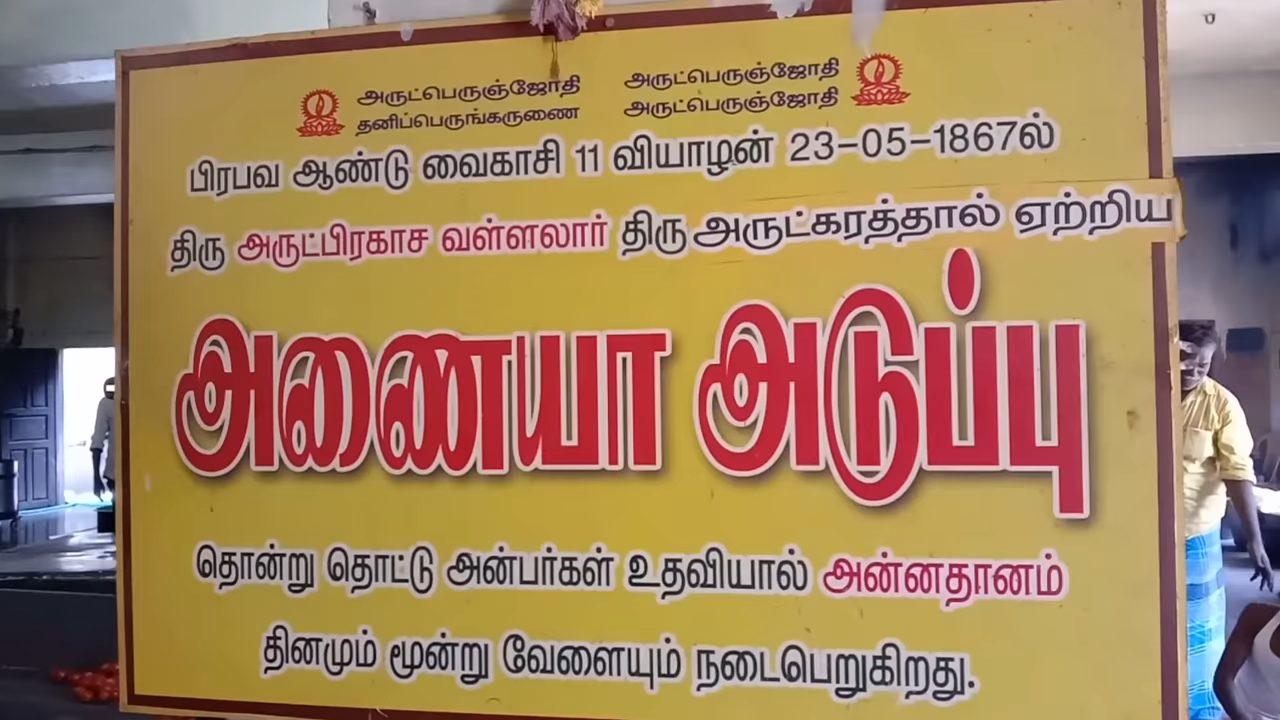 அருட்பெருஞ்ஜோதி அருட்பெருஞ்ஜோதி
தனிப்பெருங்கருணை அருட்பெருஞ்ஜோதி
பிரபவ ஆண்டு வைகாசி 11 வியாழன் 23-05-1867ல்
திரு அருட்பிரகாச வள்ளலார் திரு அருட்கரத்தால் ஏற்றிய
அணையா அடுப்பு
தொன்று தொட்டு அன்பர்கள் உதவியால் அன்னதானம்
தினமும் மூன்று வேளையும் நடைபெறுகிறது.